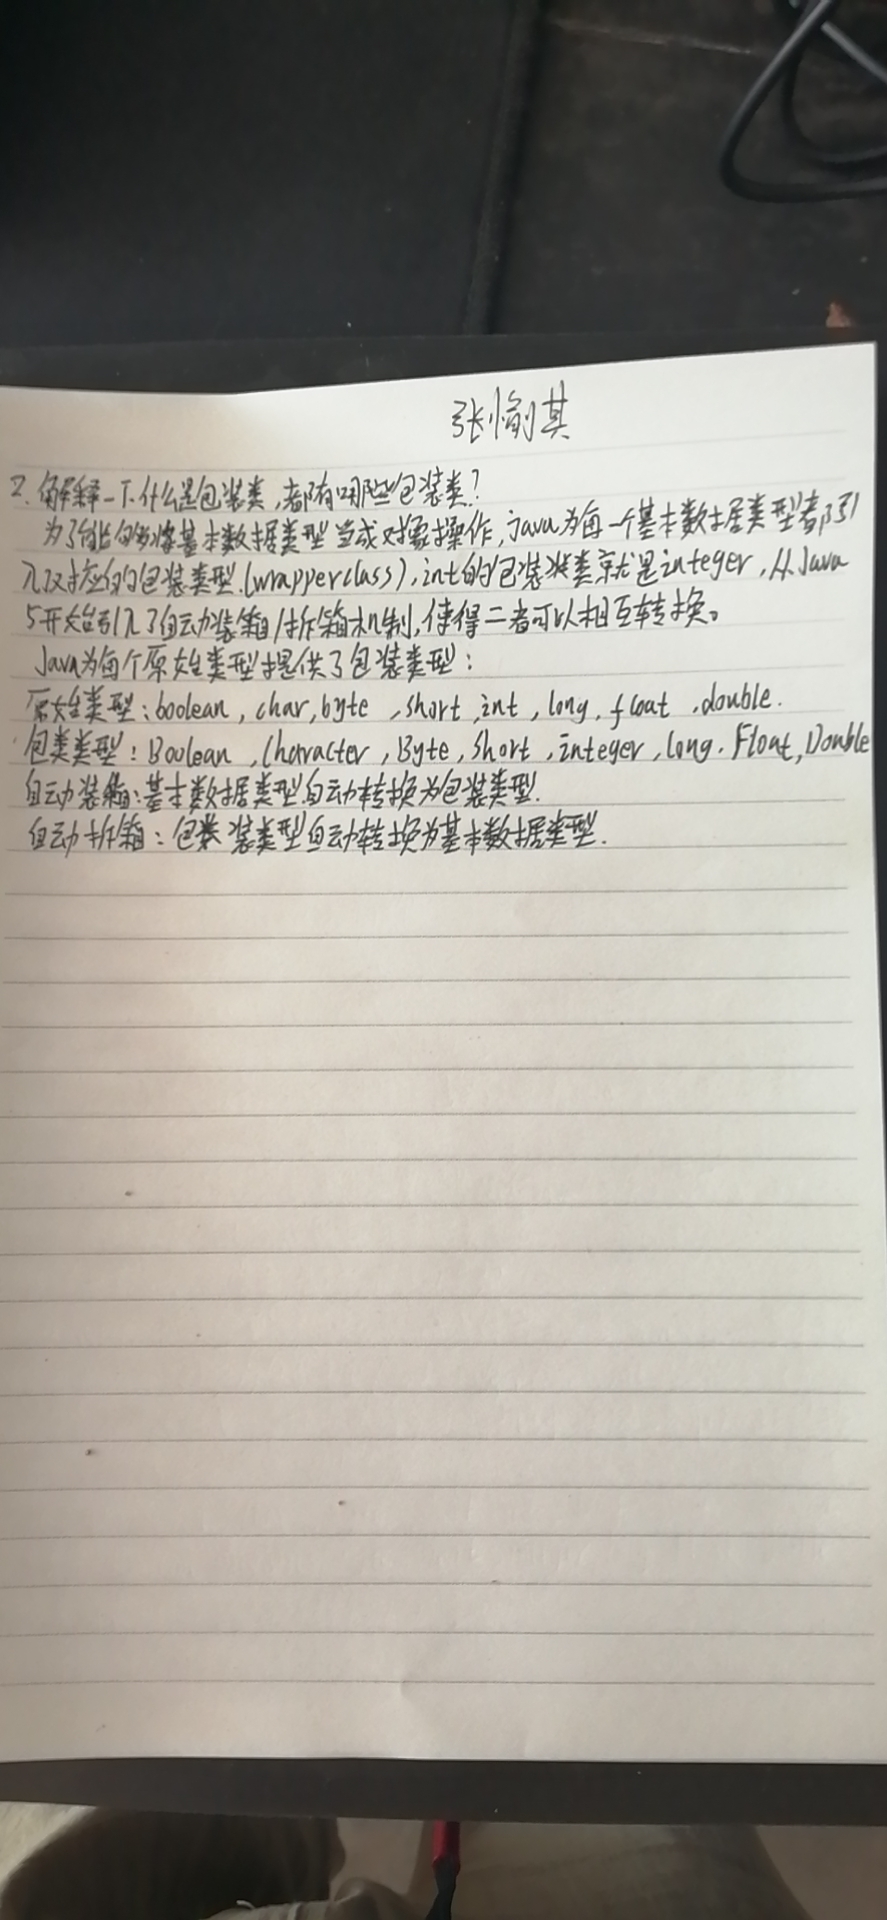 张愉其
2. 解释一下什么是包装类,都有哪些包装类?
为了能够将基本数据类型当成对象操作,java为每一个基本数据类型都引
入了对应的包装类型.(wrapperclass),int的包装类就是integer,从Java
5开始引入了自动装箱/拆箱机制,使得二者可以相互转换。
Java为每个原始类型提供了包装类型:
原始类型:boolean,char,byte,short,int,long,float,double.
包类类型:Boolean,Character,Byte,Short,integer,long.Float,Double
自动装箱:基本数据类型自动转换为包装类型.
自动拆箱:包装类型自动转换为基本数据类型.